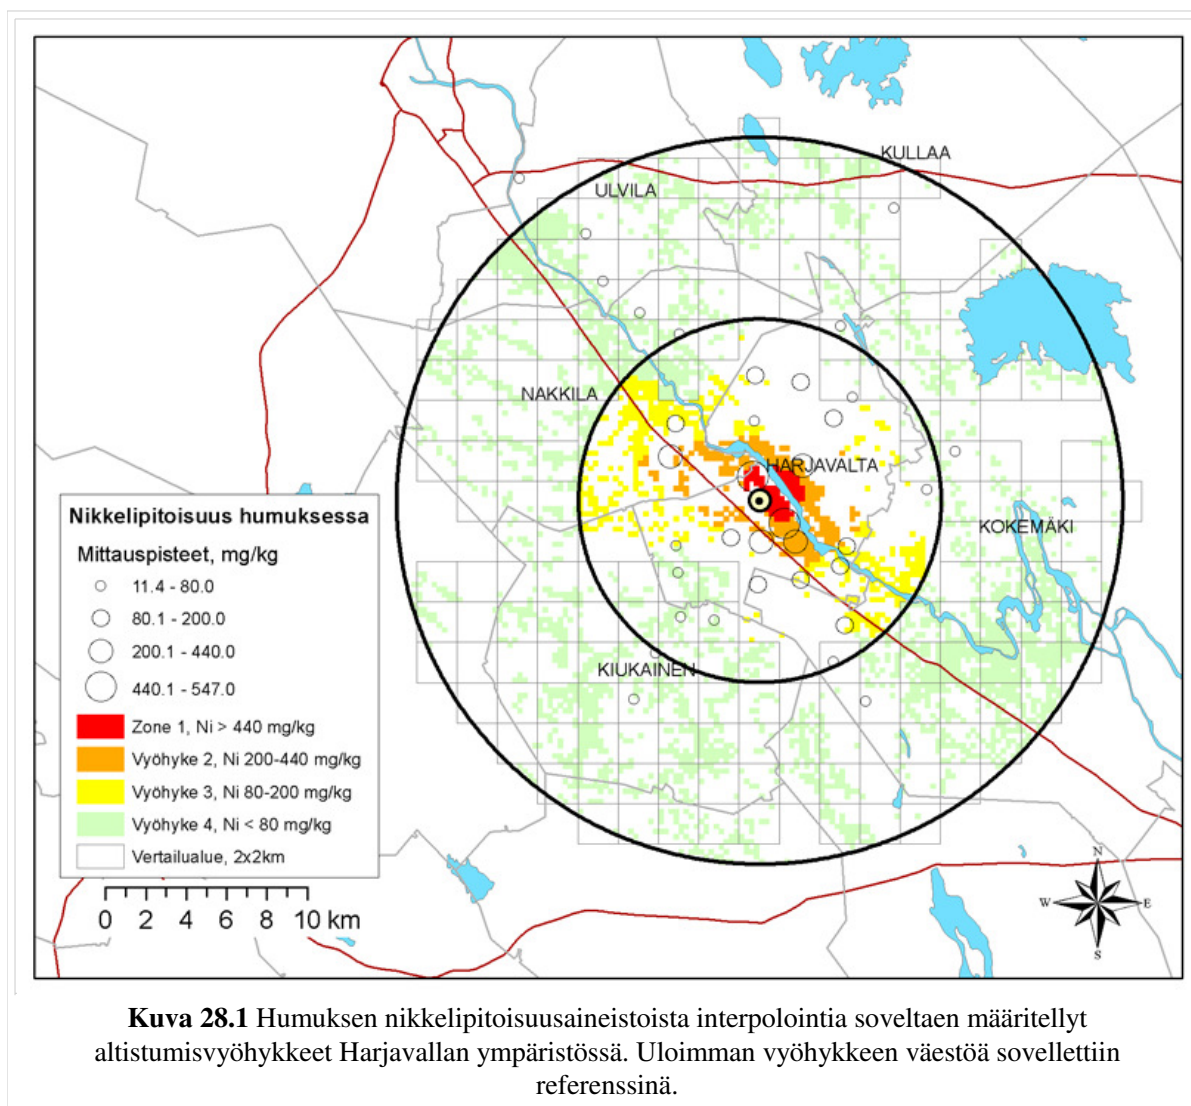 KULLAA
ULVILA
NAKKILA
HARJAVALTA
KOKEMÄKI
KIUKAINEN
Nikkelipitoisuus humuksessa
Mittauspisteet, mg/kg
11.4 - 80.0
80.1 - 200.0
200.1 - 440.0
440.1 - 547.0
Zone 1, Ni > 440 mg/kg
Vyöhyke 2, Ni 200-440 mg/kg
Vyöhyke 3, Ni 80-200 mg/kg
Vyöhyke 4, Ni < 80 mg/kg
Vertailualue, 2x2km
0 2 4 6 8 10 km
N
W E
S
Kuva 28.1 Humuksen nikkelipitoisuusaineistoista interpolointia soveltaen määritellyt
altistumisvyöhykkeet Harjavallan ympäristössä. Uloimman vyöhykkeen väestöä sovellettiin
referenssinä.